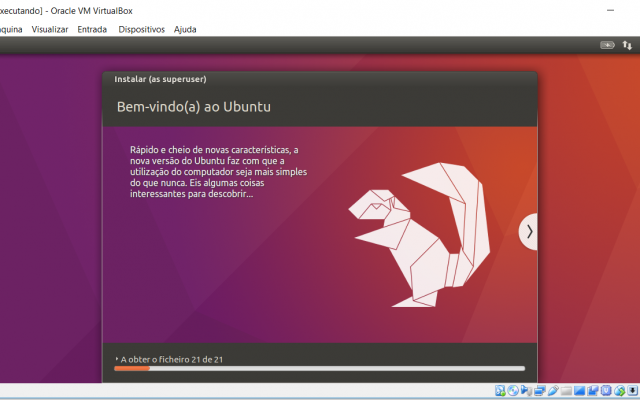 xecutando] - Oracle VM VirtualBox
quina Visualizar Entrada Dispositivos Ajuda
Instalar (as superuser)
Bem-vindo(a) ao Ubuntu
Rápido e cheio de novas características, a
nova versão do Ubuntu faz com que a
utilização do computador seja mais simples
do que nunca. Eis algumas coisas
interessantes para descobrir...
A obter o ficheiro 21 de 21